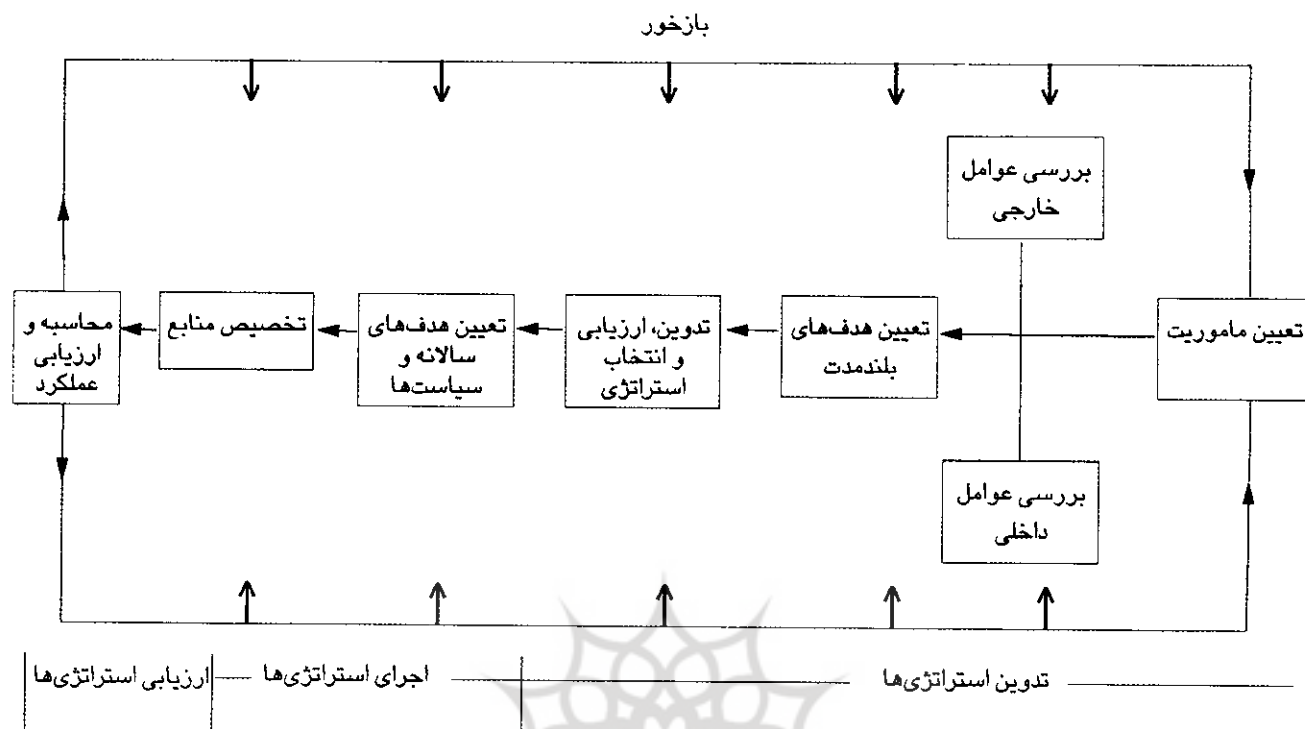 بازخور
بررسی عوامل
خارجی
تعیین ماموریت
تعیین هدف‌های
بلندمدت
تدوین، ارزیابی
و انتخاب
استراتژی
تعیین هدف‌های
سالانه و
سیاست‌ها
تخصیص منابع
محاسبه و
ارزیابی
عملکرد
بررسی عوامل
داخلی
تدوین استراتژی‌ها
اجرای استراتژی‌ها
ارزیابی استراتژی‌ها